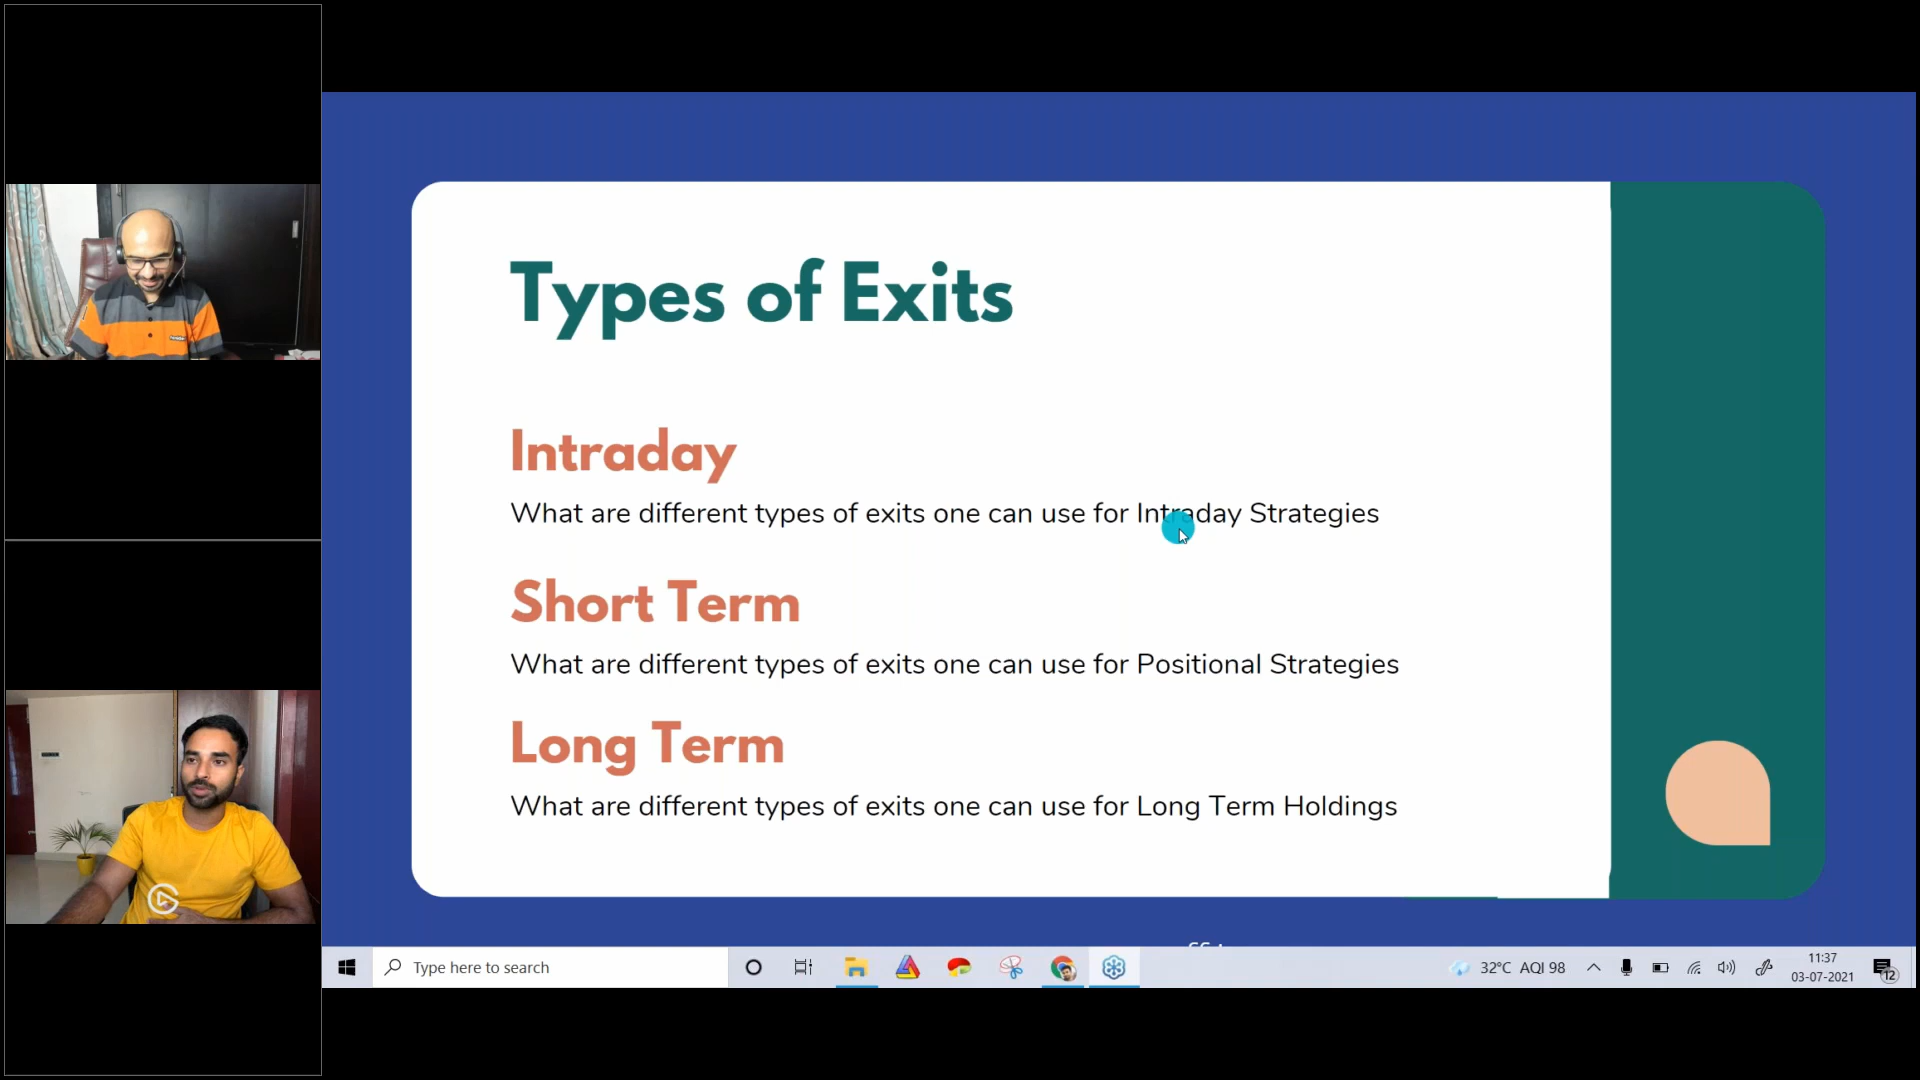 Types of Exits
Intraday
What are different types of exits one can use for Intraday Strategies
Short Term
What are different types of exits one can use for Positional Strategies
Long Term
What are different types of exits one can use for Long Term Holdings
Type here to search
32°C AQI 98
11:37
03-07-2021
12